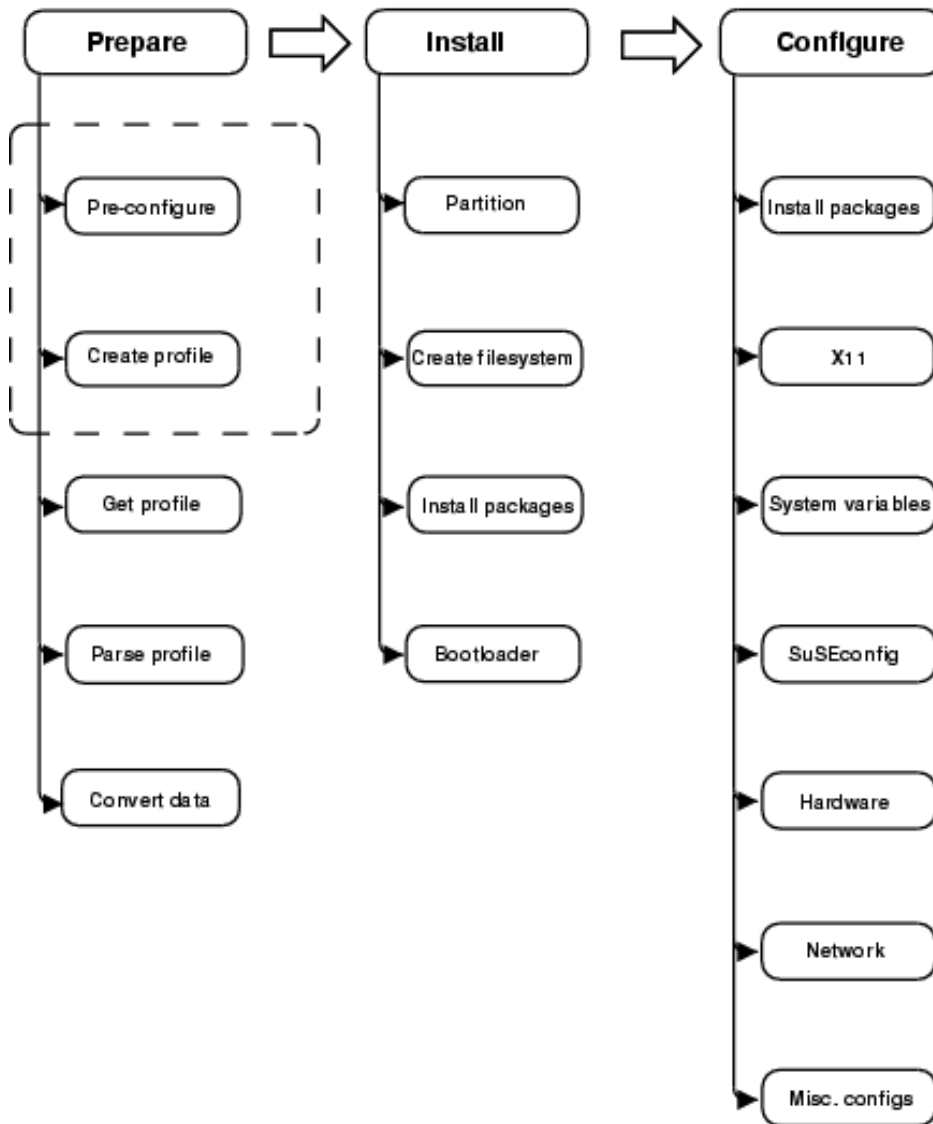 Prepare
Install
Configure
Pre-configure
Create profile
Get profile
Parse profile
Convert data
Partition
Create filesystem
Install packages
Bootloader
Install packages
X11
System variables
SuSEconfig
Hardware
Network
Misc. configs